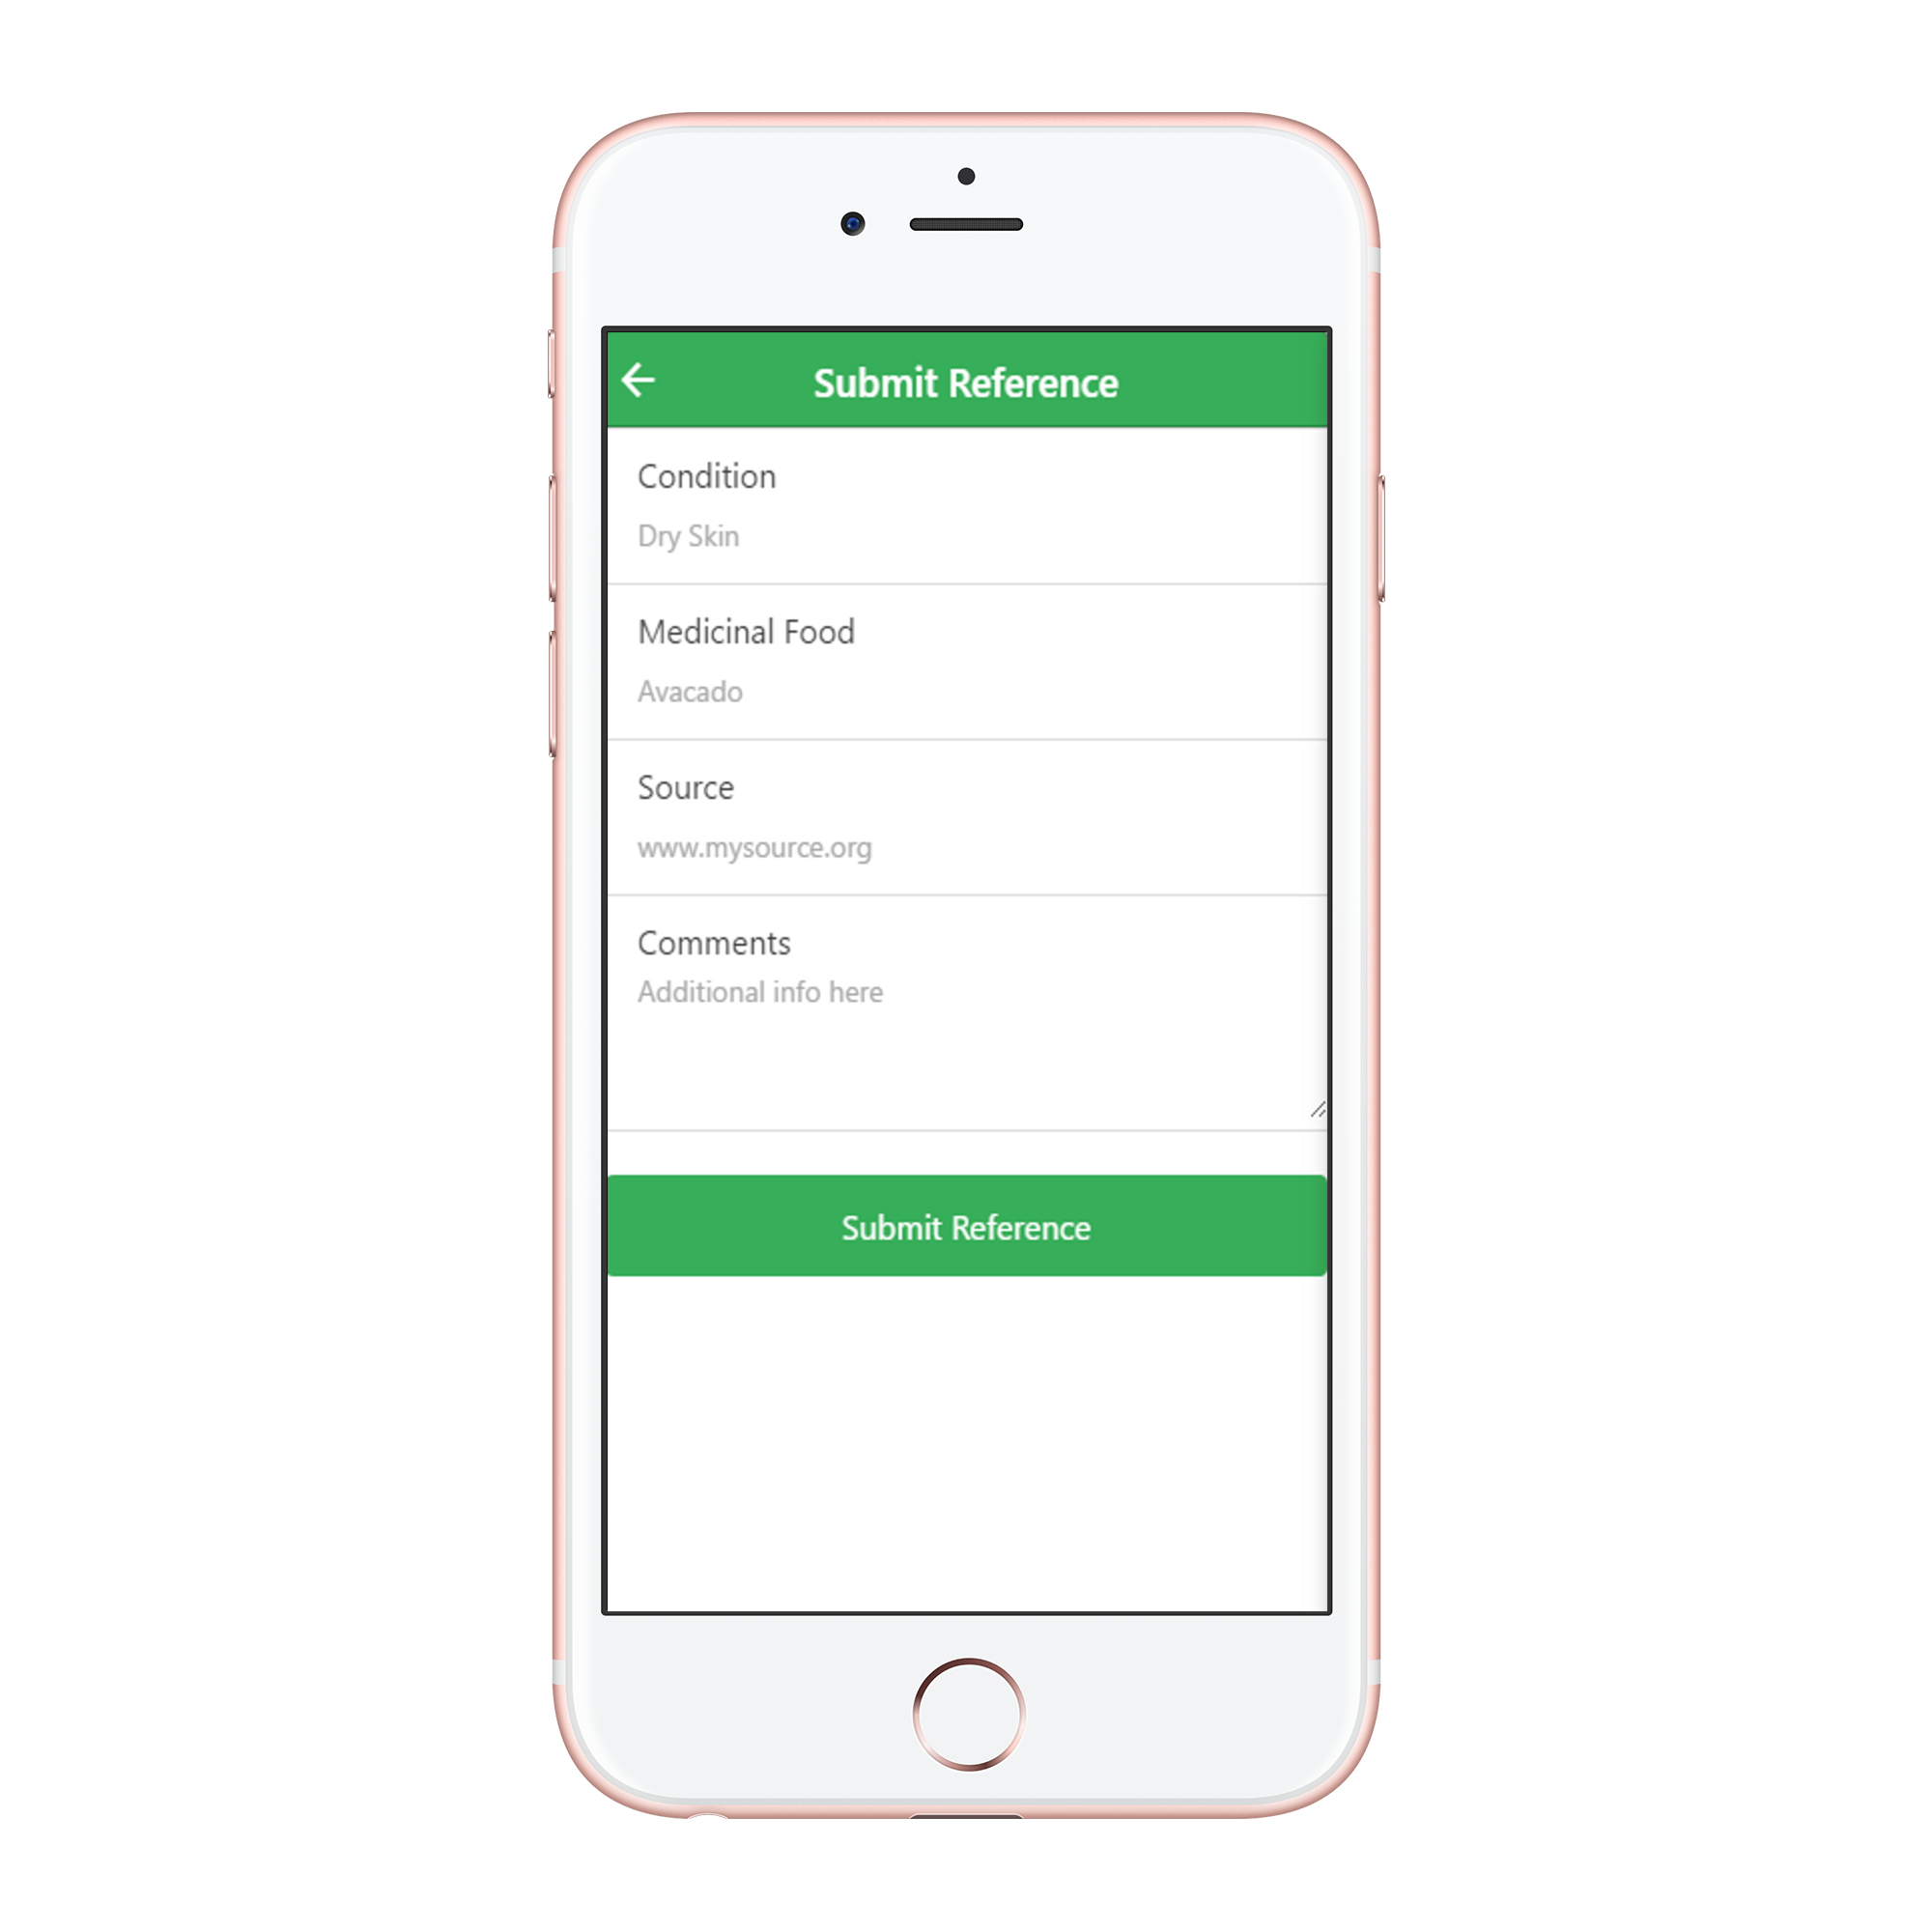 Submit Reference
Condition
Dry Skin
Medicinal Food
Avacado
Source
www.mysource.org
Comments
Additional info here
Submit Reference